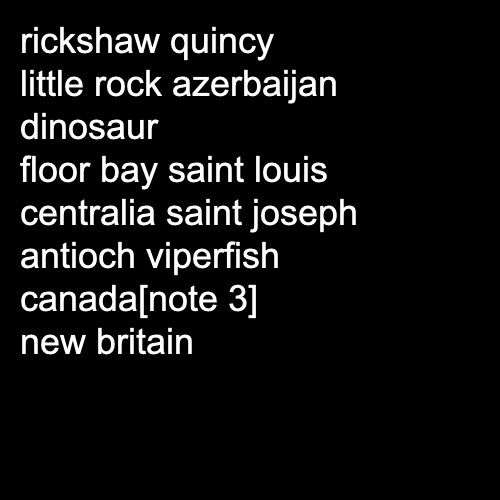 rickshaw quincy
little rock azerbaijan
dinosaur
floor bay saint louis
centralia saint joseph
antioch viperfish
canada[note 3]
new britain